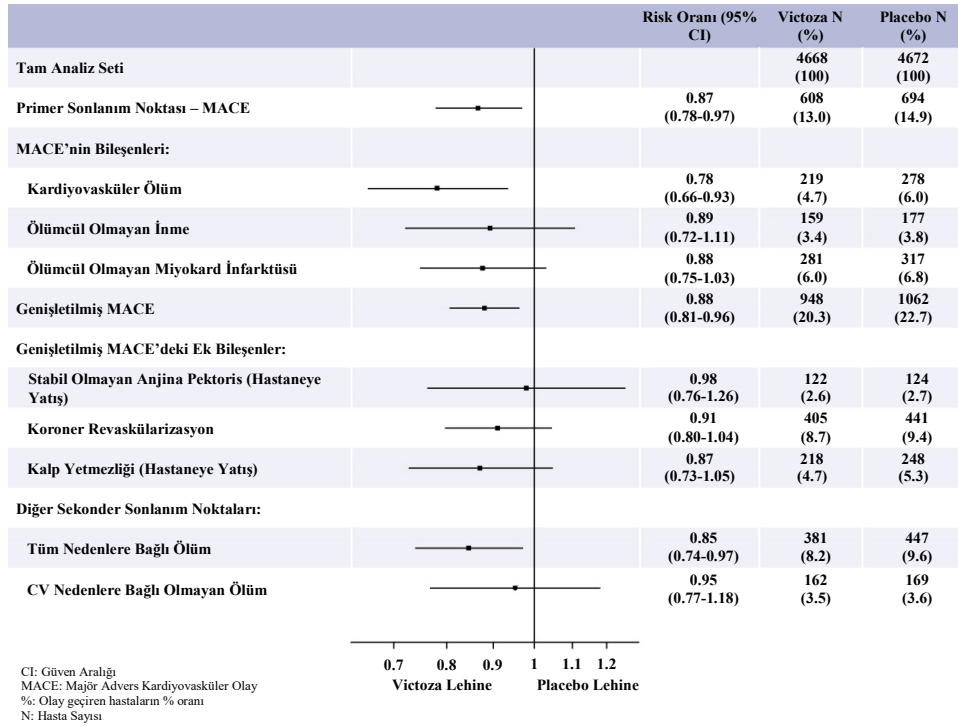 Risk Oranı (95% CI) Victoza N (%) Placebo N (%)
Tam Analiz Seti 4668 (100) 4672 (100)
Primer Sonlanım Noktası – MACE 0.87 (0.78-0.97) 608 (13.0) 694 (14.9)
MACE’nin Bileşenleri:
Kardiyovasküler Ölüm 0.78 (0.66-0.93) 219 (4.7) 278 (6.0)
Ölümcül Olmayan İnme 0.89 (0.72-1.11) 159 (3.4) 177 (3.8)
Ölümcül Olmayan Miyokard İnfarktüsü 0.88 (0.75-1.03) 281 (6.0) 317 (6.8)
Genişletilmiş MACE 0.88 (0.81-0.96) 948 (20.3) 1062 (22.7)
Genişletilmiş MACE’deki Ek Bileşenler:
Stabil Olmayan Anjina Pektoris (Hastaneye Yatış) 0.98 (0.76-1.26) 122 (2.6) 124 (2.7)
Koroner Revaskülarizasyon 0.91 (0.80-1.04) 405 (8.7) 441 (9.4)
Kalp Yetmezliği (Hastaneye Yatış) 0.87 (0.73-1.05) 218 (4.7) 248 (5.3)
Diğer Sekonder Sonlanım Noktaları:
Tüm Nedenlere Bağlı Ölüm 0.85 (0.74-0.97) 381 (8.2) 447 (9.6)
CV Nedenlere Bağlı Olmayan Ölüm 0.95 (0.77-1.18) 162 (3.5) 169 (3.6)
0.7 0.8 0.9 1 1.1 1.2
Victoza Lehine Placebo Lehine
CI: Güven Aralığı
MACE: Majör Advers Kardiyovasküler Olay
%: Olay geçiren hastaların % oranı
N: Hasta Sayısı